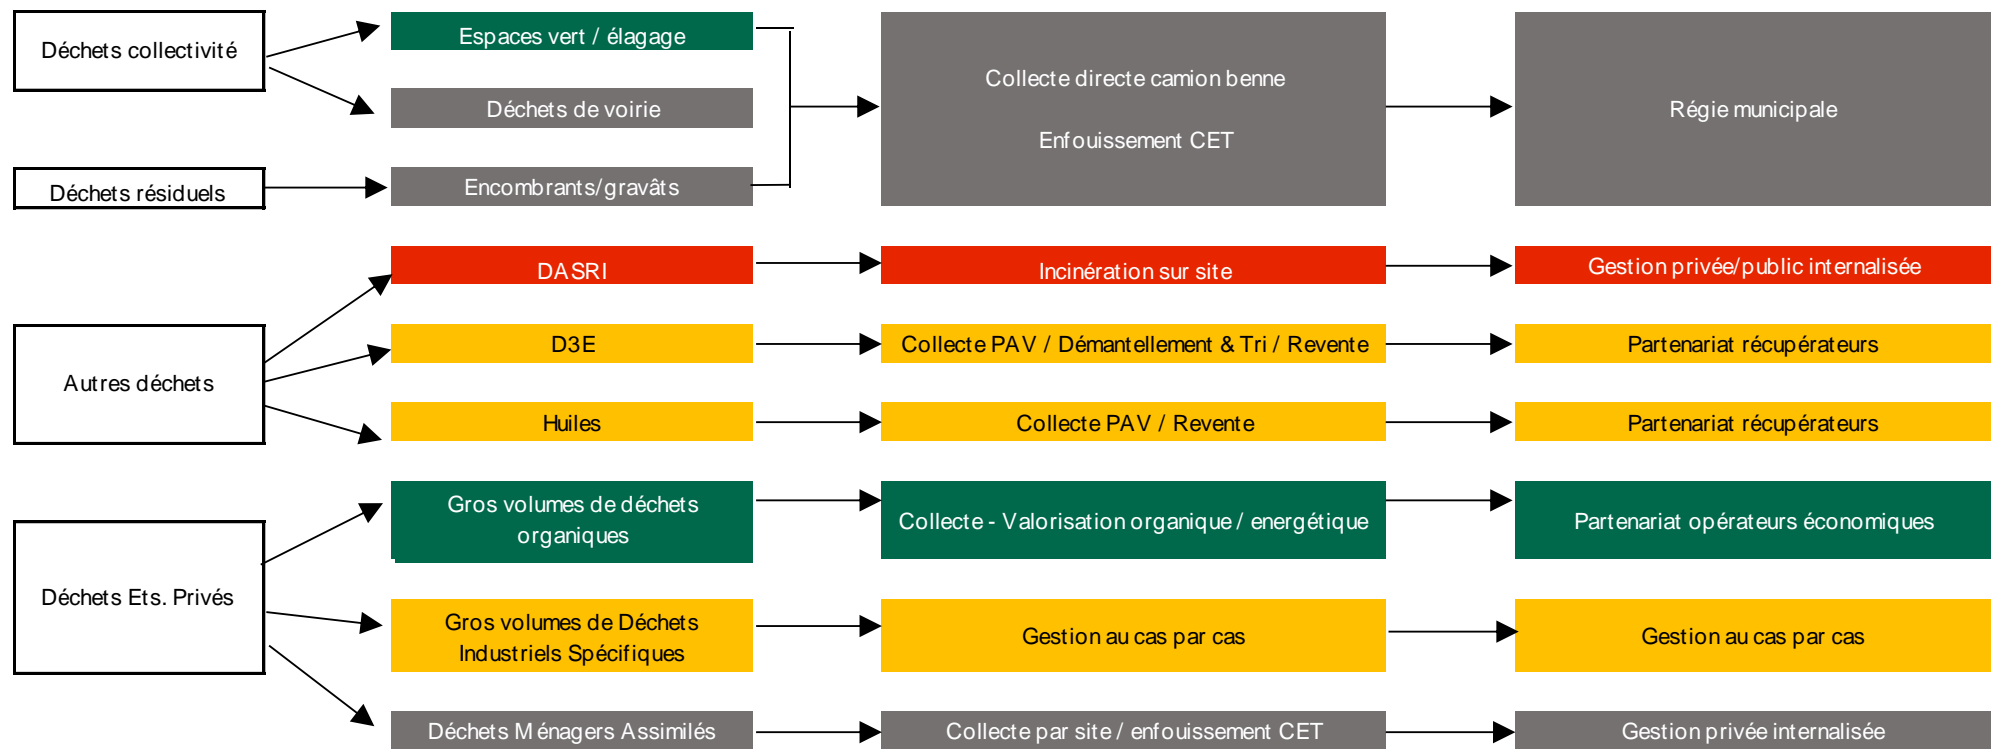 Déchets collectivité
Espaces vert / élagage
Déchets de voirie
Collecte directe camion benne
Enfouissement CET
Régie municipale
Déchets résiduels
Encombrants/gravâts
DASRI
Incinération sur site
Gestion privée/public internalisée
Autres déchets
D3E
Collecte PAV / Démantellement & Tri / Revente
Partenariat récupérateurs
Huiles
Collecte PAV / Revente
Partenariat récupérateurs
Déchets Ets. Privés
Gros volumes de déchets
organiques
Collecte - Valorisation organique / energétique
Partenariat opérateurs économiques
Gros volumes de Déchets
Industriels Spécifiques
Gestion au cas par cas
Gestion au cas par cas
Déchets Ménagers Assimilés
Collecte par site / enfouissement CET
Gestion privée internalisée